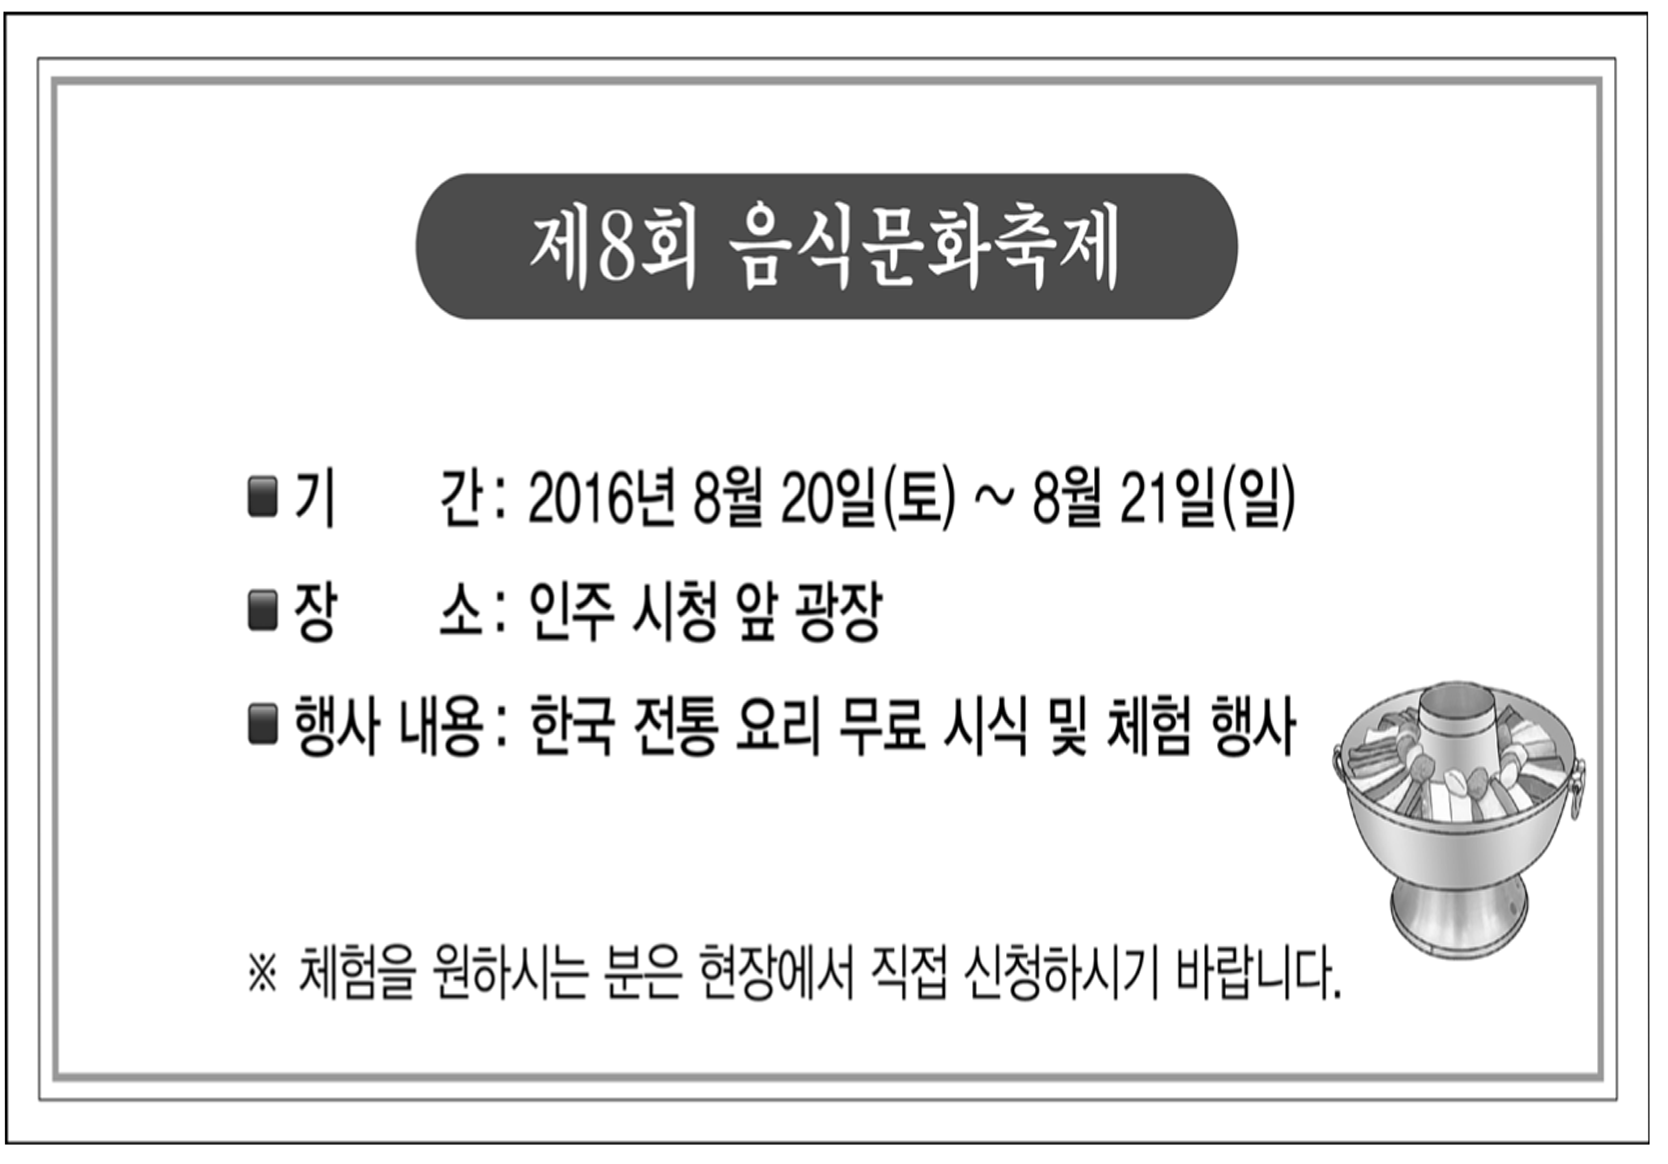 제8회 음식문화축제
■ 기 간 : 2016년 8월 20일(토) ～ 8월 21일(일)
■ 장 소 : 인주 시청 앞 광장
■ 행사 내용 : 한국 전통 요리 무료 시식 및 체험 행사
※ 체험을 원하시는 분은 현장에서 직접 신청하시기 바랍니다.